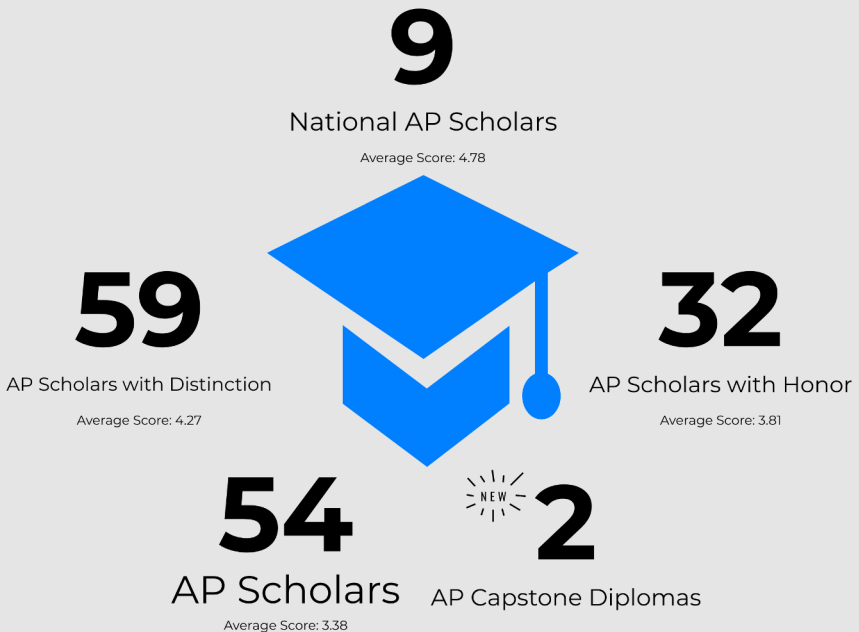 9
National AP Scholars
Average Score: 4.78
59
AP Scholars with Distinction
Average Score: 4.27
32
AP Scholars with Honor
Average Score: 3.81
54
AP Scholars
Average Score: 3.38
NEW
2
AP Capstone Diplomas